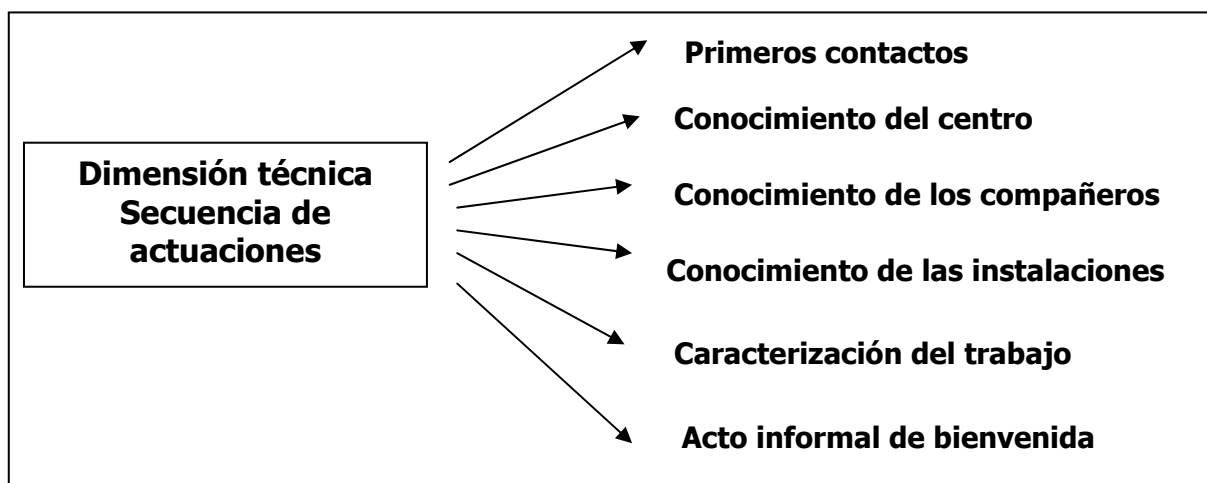 Dimensión técnica
Secuencia de
actuaciones
Primeros contactos
Conocimiento del centro
Conocimiento de los compañeros
Conocimiento de las instalaciones
Caracterización del trabajo
Acto informal de bienvenida